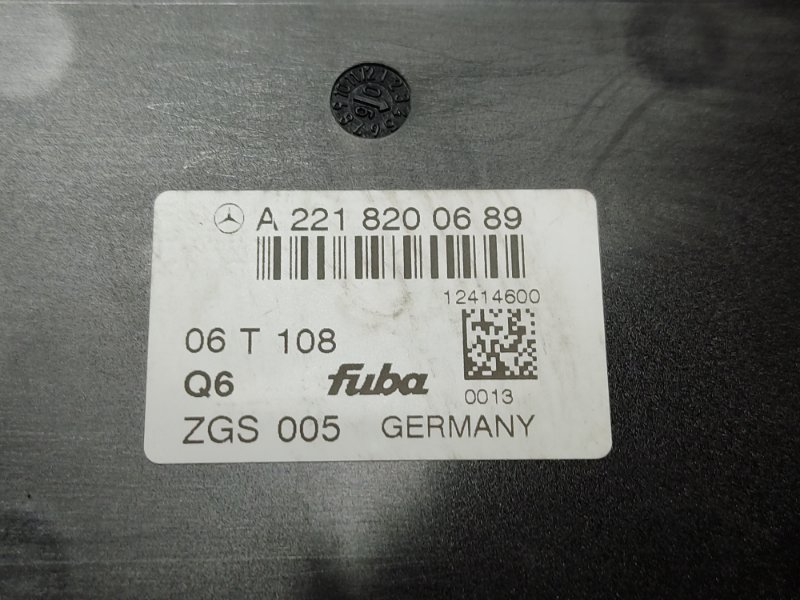 A 221 820 06 89
12414600
06 T 108
Q6 fuba
0013
ZGS 005 GERMANY